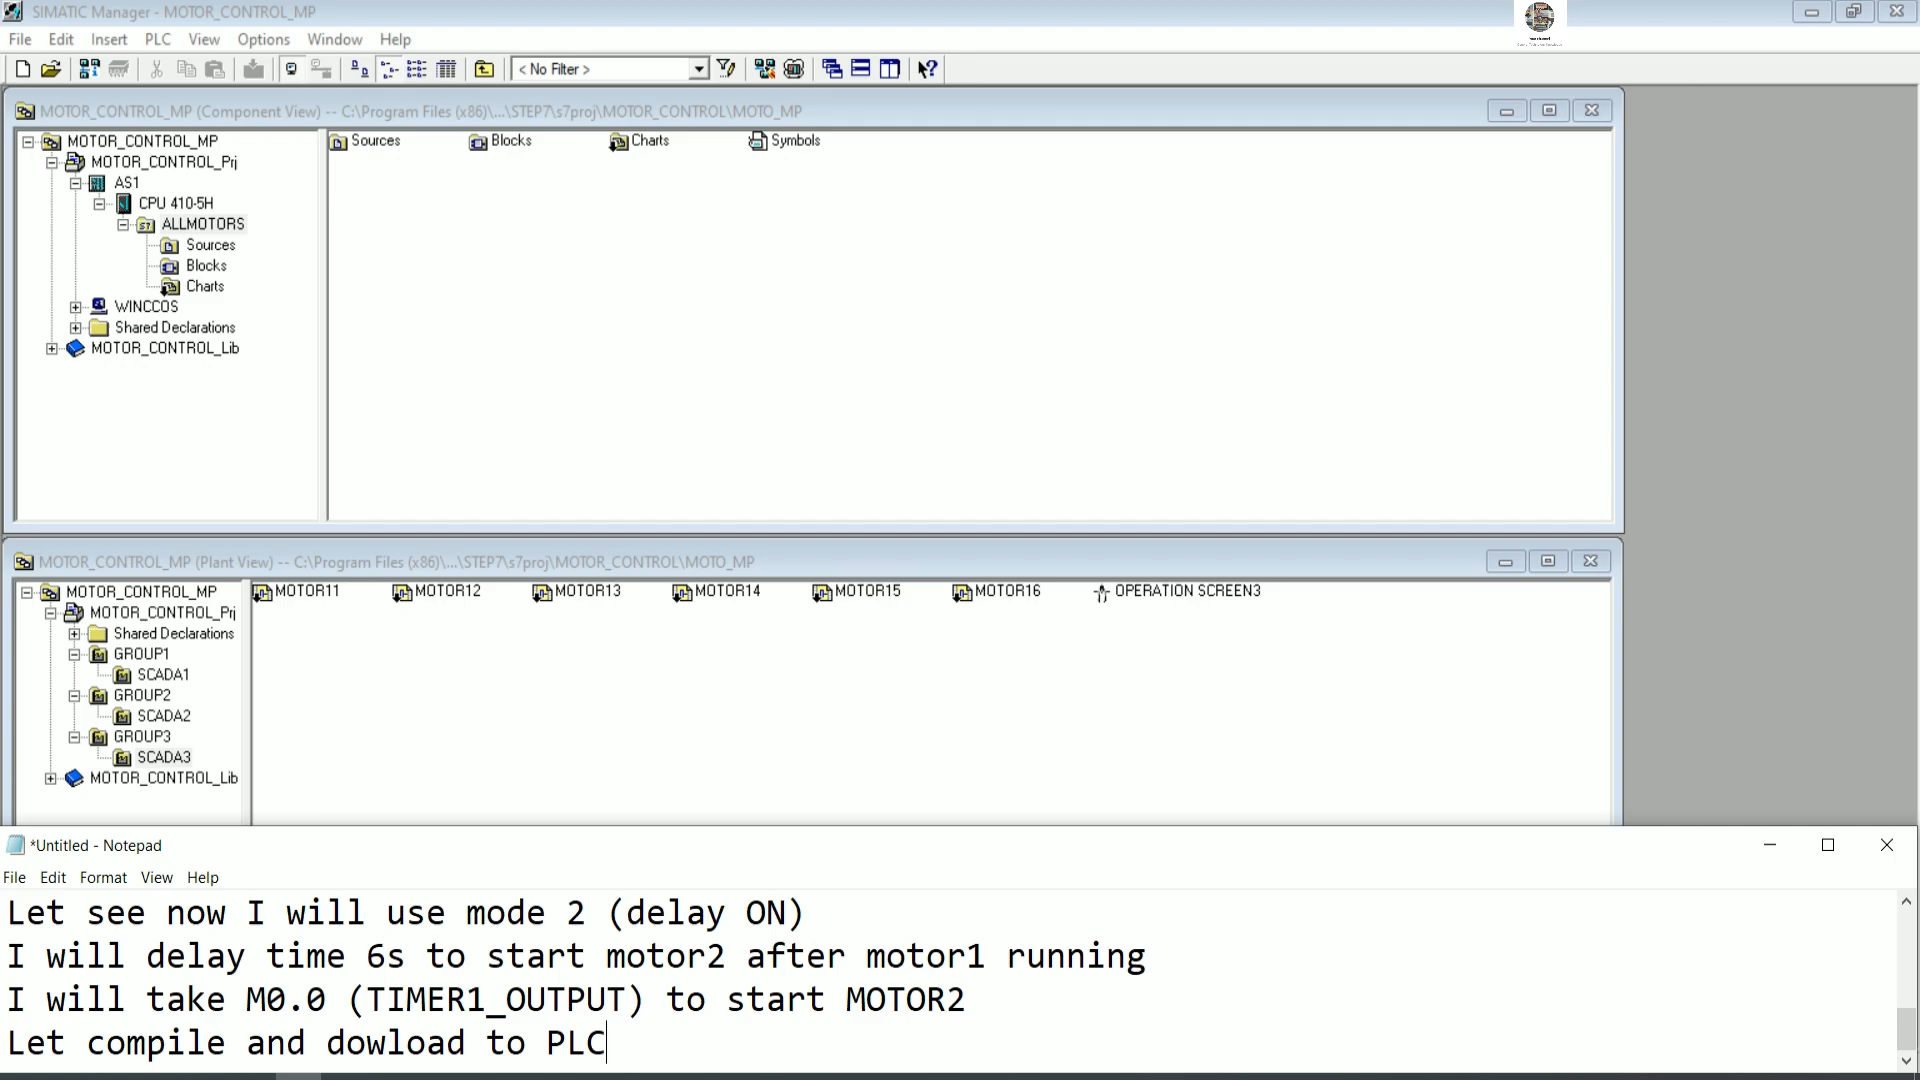 SIMATIC Manager - MOTOR_CONTROL_MP
File Edit Insert PLC View Options Window Help
< No Filter >
MOTOR_CONTROL_MP (Component View) -- C:\Program Files (x86)\...\STEP7\s7proj\MOTOR_CONTROL\MOTO_MP
MOTOR_CONTROL_MP
MOTOR_CONTROL_Prj
AS1
CPU 410-5H
ALLMOTORS
Sources
Blocks
Charts
WINCCOS
Shared Declarations
MOTOR_CONTROL_Lib
Sources Blocks Charts Symbols
MOTOR_CONTROL_MP (Plant View) -- C:\Program Files (x86)\...\STEP7\s7proj\MOTOR_CONTROL\MOTO_MP
MOTOR_CONTROL_MP
MOTOR_CONTROL_Prj
Shared Declarations
GROUP1
SCADA1
GROUP2
SCADA2
GROUP3
SCADA3
MOTOR_CONTROL_Lib
MOTOR11 MOTOR12 MOTOR13 MOTOR14 MOTOR15 MOTOR16 OPERATION SCREEN3
*Untitled - Notepad
File Edit Format View Help
Let see now I will use mode 2 (delay ON)
I will delay time 6s to start motor2 after motor1 running
I will take M0.0 (TIMER1_OUTPUT) to start MOTOR2
Let compile and dowload to PLC